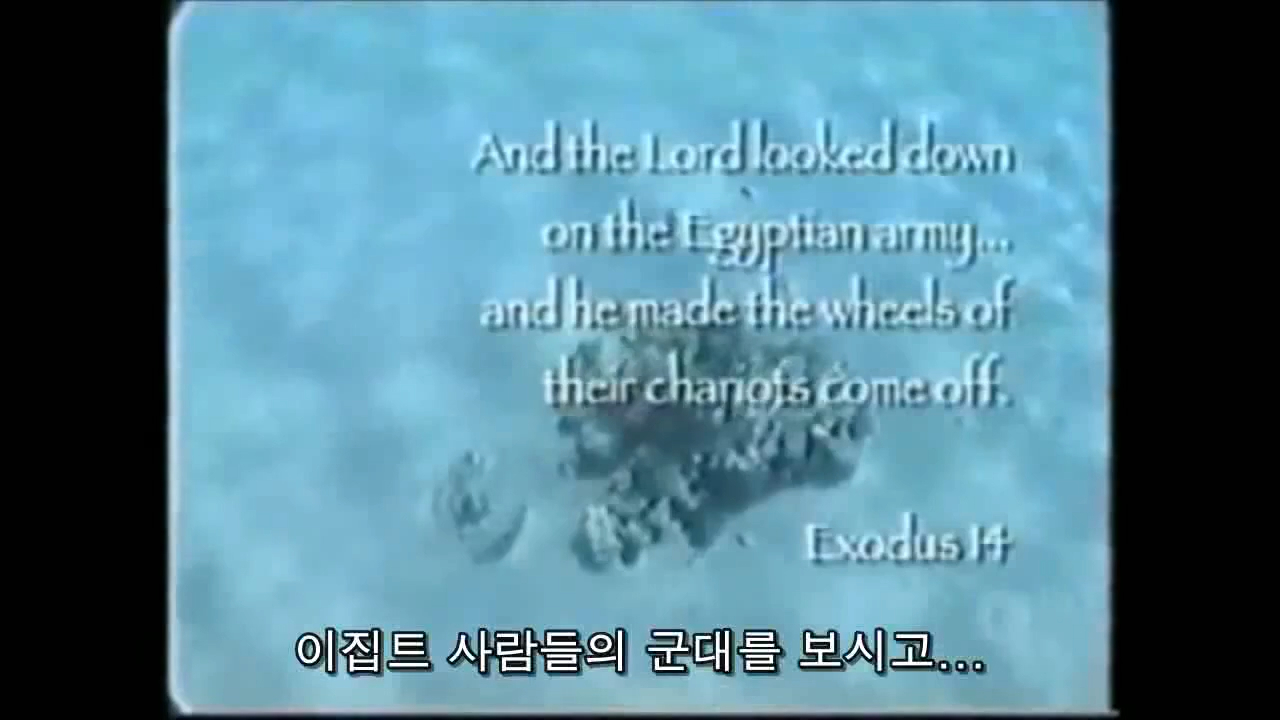 And the Lord looked down
on the Egyptian army...
and he made the wheels of
their chariots come off.
Exodus 14
이집트 사람들의 군대를 보시고...